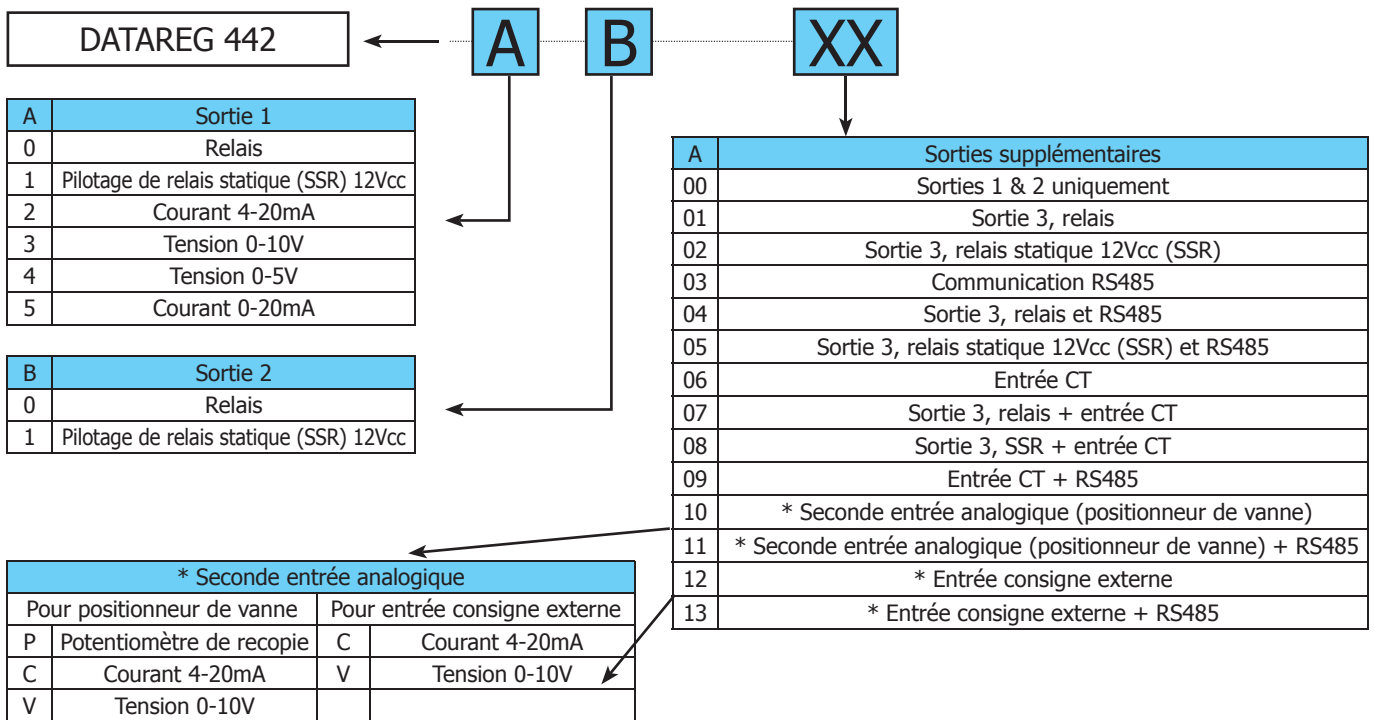 DATAREG 442 A B XX
A Sortie 1
0 Relais
1 Pilotage de relais statique (SSR) 12Vcc
2 Courant 4-20mA
3 Tension 0-10V
4 Tension 0-5V
5 Courant 0-20mA
B Sortie 2
0 Relais
1 Pilotage de relais statique (SSR) 12Vcc
A Sorties supplémentaires
00 Sorties 1 & 2 uniquement
01 Sortie 3, relais
02 Sortie 3, relais statique 12Vcc (SSR)
03 Communication RS485
04 Sortie 3, relais et RS485
05 Sortie 3, relais statique 12Vcc (SSR) et RS485
06 Entrée CT
07 Sortie 3, relais + entrée CT
08 Sortie 3, SSR + entrée CT
09 Entrée CT + RS485
10 * Seconde entrée analogique (positionneur de vanne)
11 * Seconde entrée analogique (positionneur de vanne) + RS485
12 * Entrée consigne externe
13 * Entrée consigne externe + RS485
* Seconde entrée analogique
Pour positionneur de vanne Pour entrée consigne externe
P Potentiomètre de recopie C Courant 4-20mA
C Courant 4-20mA V Tension 0-10V
V Tension 0-10V